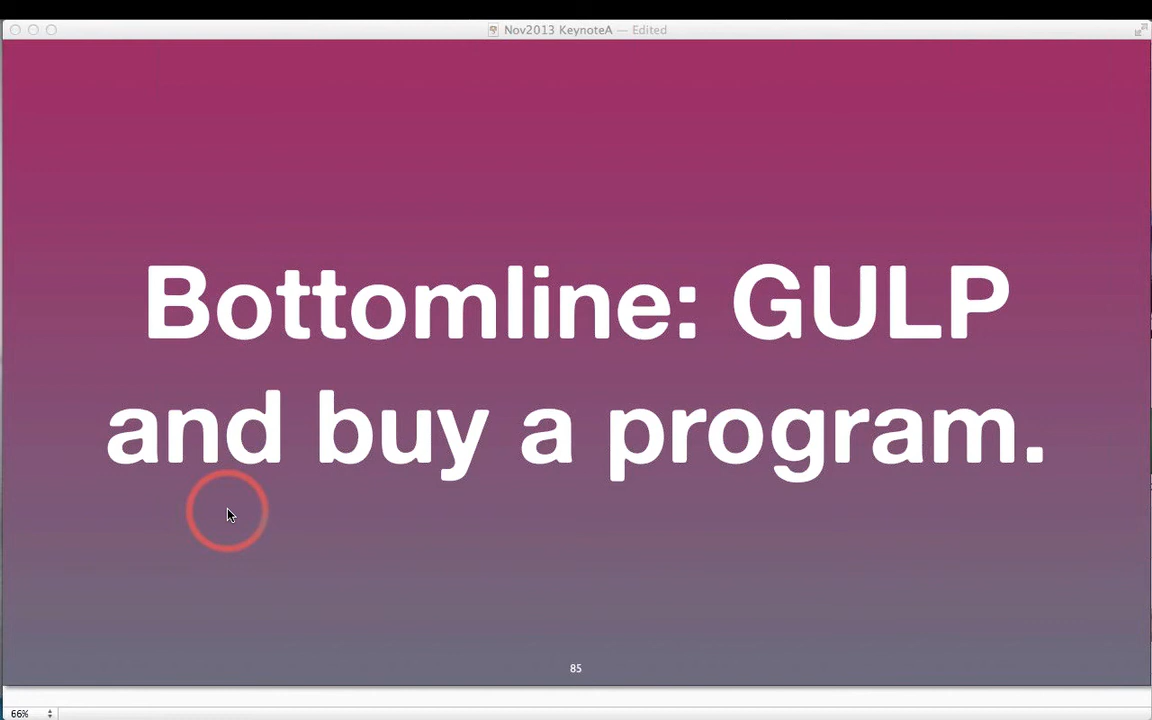 Nov2013 KeynoteA — Edited
Bottomline: GULP
and buy a program.
85
66%